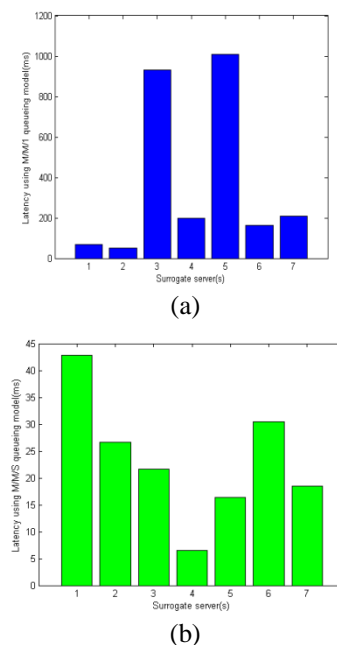 1200
1000
800
600
400
200
0
Latency using M/M/1 queueing model(ms)
1 2 3 4 5 6 7
Surrogate server(s)
(a)
45
40
35
30
25
20
15
10
5
0
Latency using M/M/S queueing model(ms)
1 2 3 4 5 6 7
Surrogate server(s)
(b)